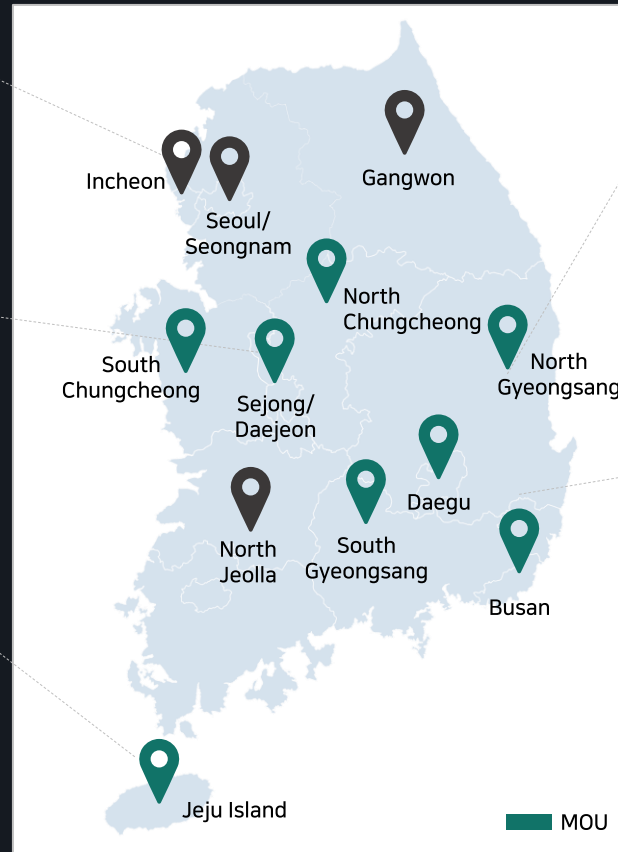 Gangwon
Incheon
Seoul/
Seongnam
North
Chungcheong
South
Chungcheong
North
Gyeongsang
Sejong/
Daejeon
Daegu
North
Jeolla
South
Gyeongsang
Busan
Jeju Island
MOU